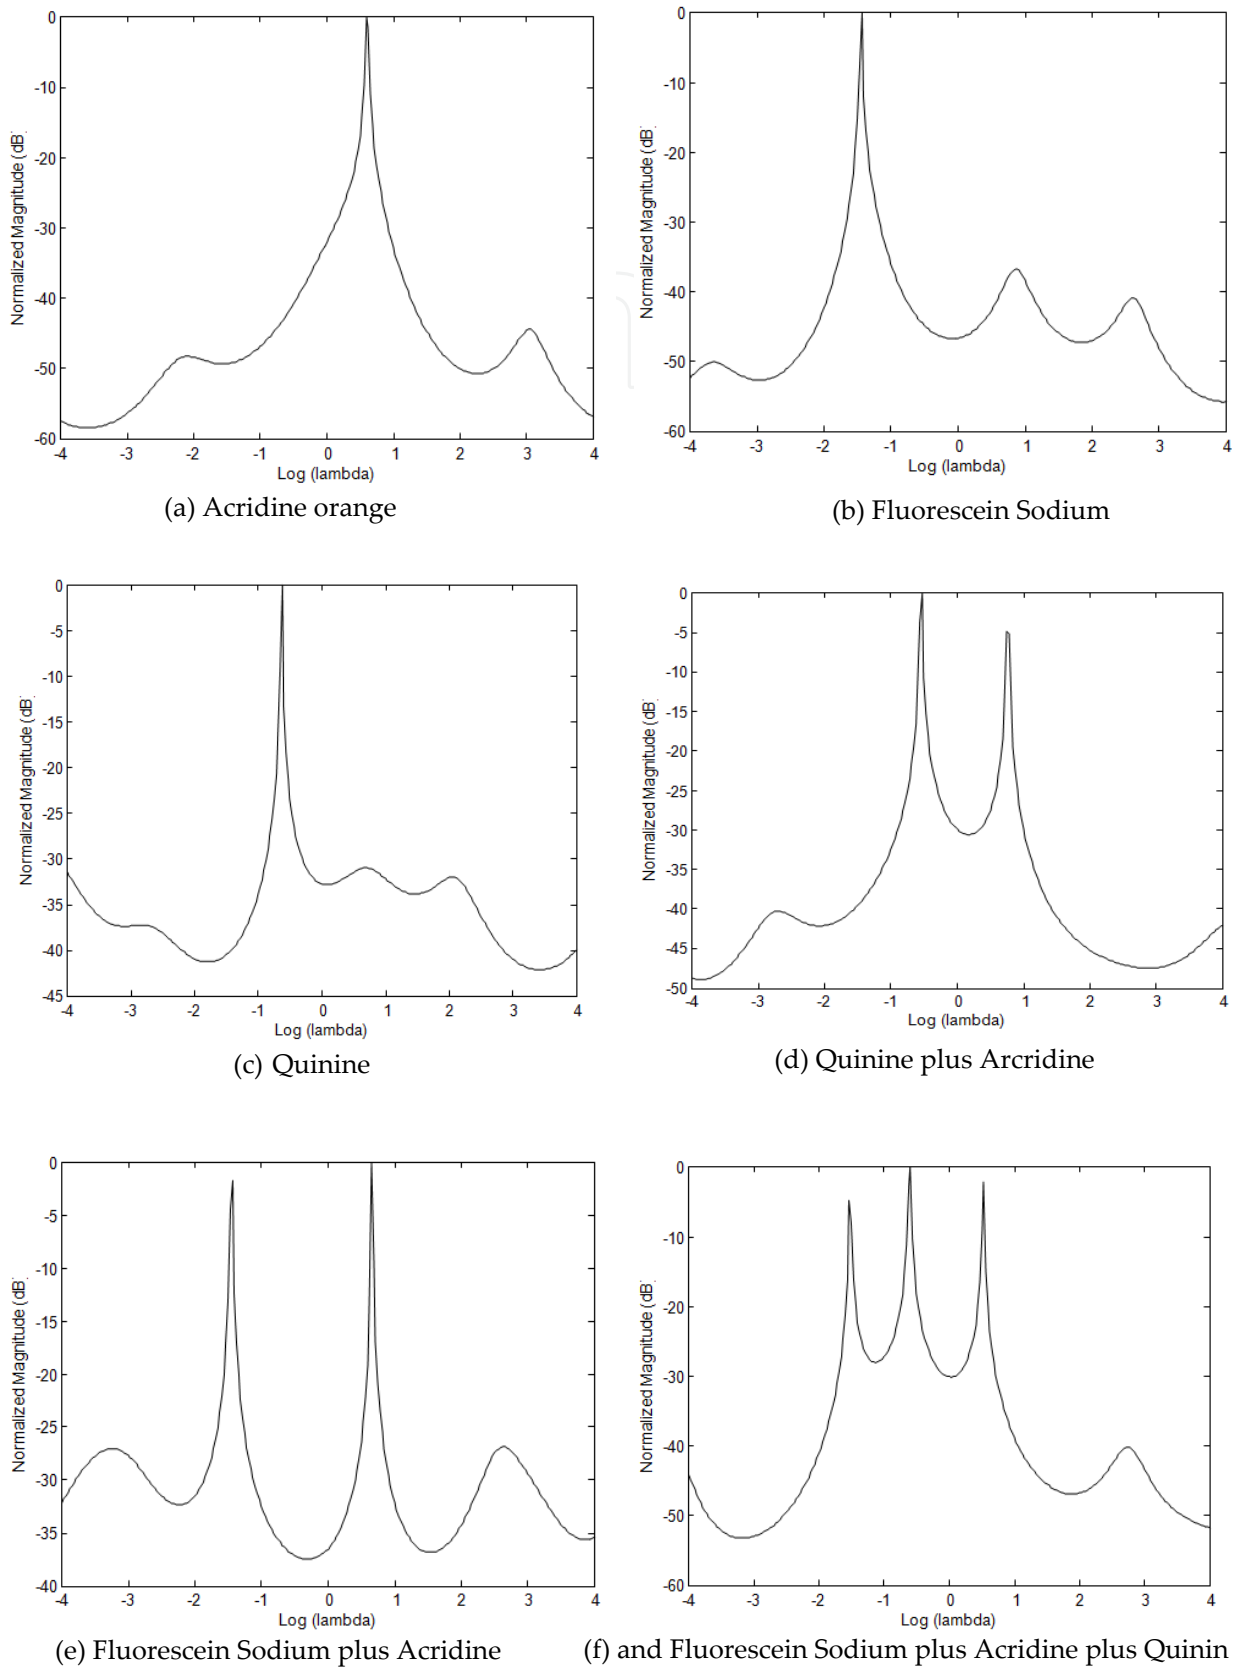 0
-10
-20
-30
-40
-50
-60
-4 -3 -2 -1 0 1 2 3 4
Normalized Magnitude (dB)
Log (lambda)
(a) Acridine orange
0
-10
-20
-30
-40
-50
-60
-4 -3 -2 -1 0 1 2 3 4
Normalized Magnitude (dB)
Log (lambda)
(b) Fluorescein Sodium
0
-5
-10
-15
-20
-25
-30
-35
-40
-45
-4 -3 -2 -1 0 1 2 3 4
Normalized Magnitude (dB)
Log (lambda)
(c) Quinine
0
-5
-10
-15
-20
-25
-30
-35
-40
-45
-50
-4 -3 -2 -1 0 1 2 3 4
Normalized Magnitude (dB)
Log (lambda)
(d) Quinine plus Arcridine
0
-5
-10
-15
-20
-25
-30
-35
-40
-4 -3 -2 -1 0 1 2 3 4
Normalized Magnitude (dB)
Log (lambda)
(e) Fluorescein Sodium plus Acridine
0
-10
-20
-30
-40
-50
-60
-4 -3 -2 -1 0 1 2 3 4
Normalized Magnitude (dB)
Log (lambda)
(f) and Fluorescein Sodium plus Acridine plus Quinin